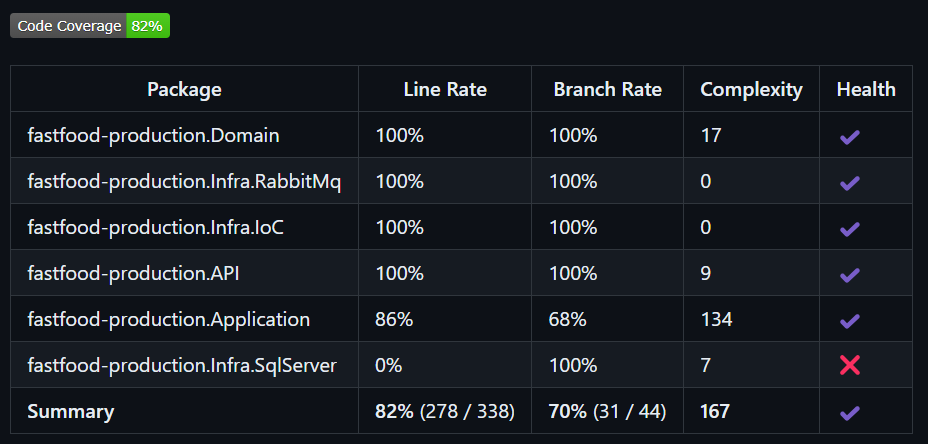 Code Coverage 82%
Package Line Rate Branch Rate Complexity Health
fastfood-production.Domain 100% 100% 17 ✔
fastfood-production.Infra.RabbitMq 100% 100% 0 ✔
fastfood-production.Infra.IoC 100% 100% 0 ✔
fastfood-production.API 100% 100% 9 ✔
fastfood-production.Application 86% 68% 134 ✔
fastfood-production.Infra.SqlServer 0% 100% 7 ❌
Summary 82% (278 / 338) 70% (31 / 44) 167 ✔